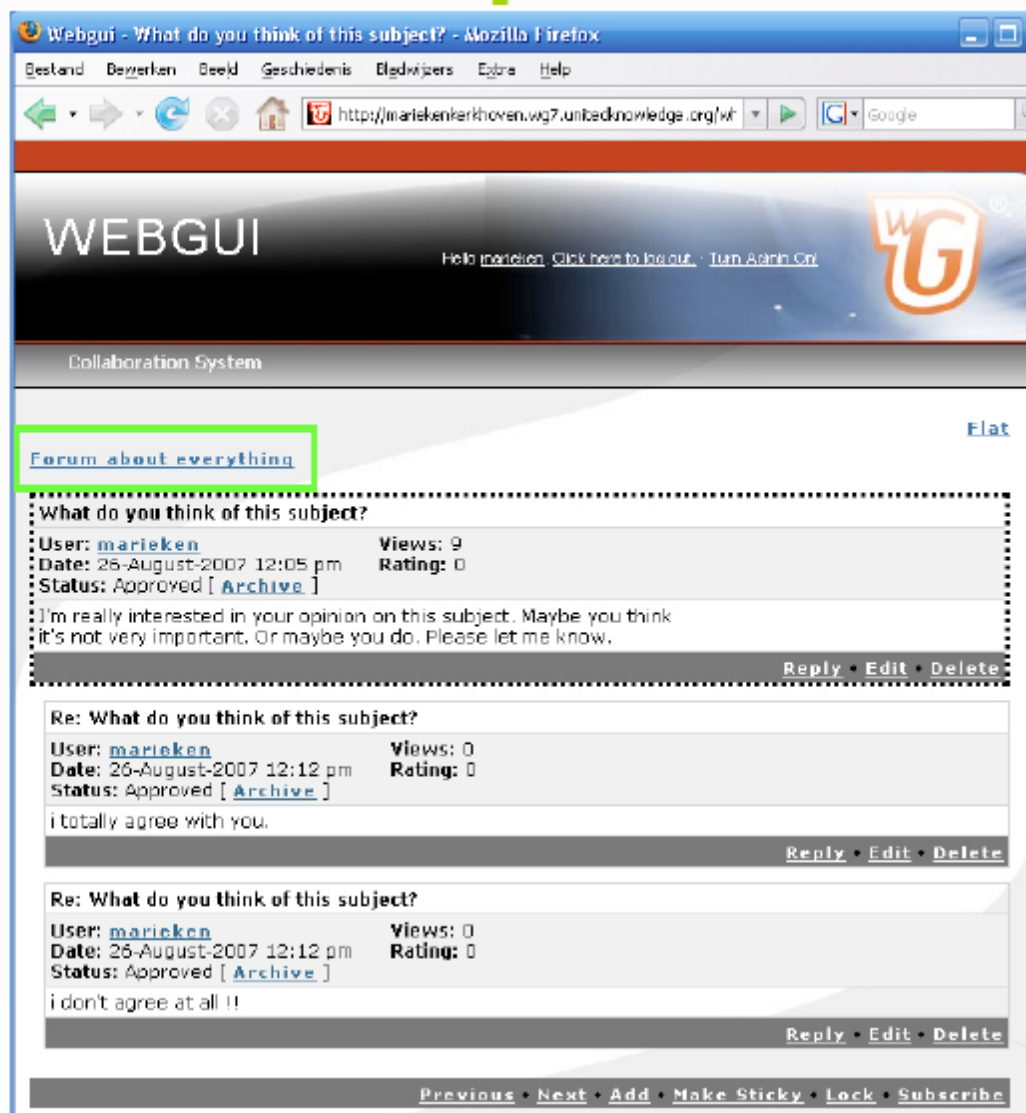 Webgui - What do you think of this subject? - Mozilla Firefox
Bestand Bewerken Beeld Geschiedenis Bladwijzers Extra Help
http://mariekenkerkhoven.wg7.unitedknowledge.org/wh
G Google
WEBGUI
Hello marieken. Click here to log out. · Turn Admin On!
WG ®
Collaboration System
Flat
Forum about everything
What do you think of this subject?
User: marieken Views: 9
Date: 26-August-2007 12:05 pm Rating: 0
Status: Approved [ Archive ]
I'm really interested in your opinion on this subject. Maybe you think
it's not very important. Or maybe you do. Please let me know.
Reply • Edit • Delete
Re: What do you think of this subject?
User: marieken Views: 0
Date: 26-August-2007 12:12 pm Rating: 0
Status: Approved [ Archive ]
i totally agree with you.
Reply • Edit • Delete
Re: What do you think of this subject?
User: marieken Views: 0
Date: 26-August-2007 12:12 pm Rating: 0
Status: Approved [ Archive ]
i don't agree at all !!
Reply • Edit • Delete
Previous • Next • Add • Make Sticky • Lock • Subscribe